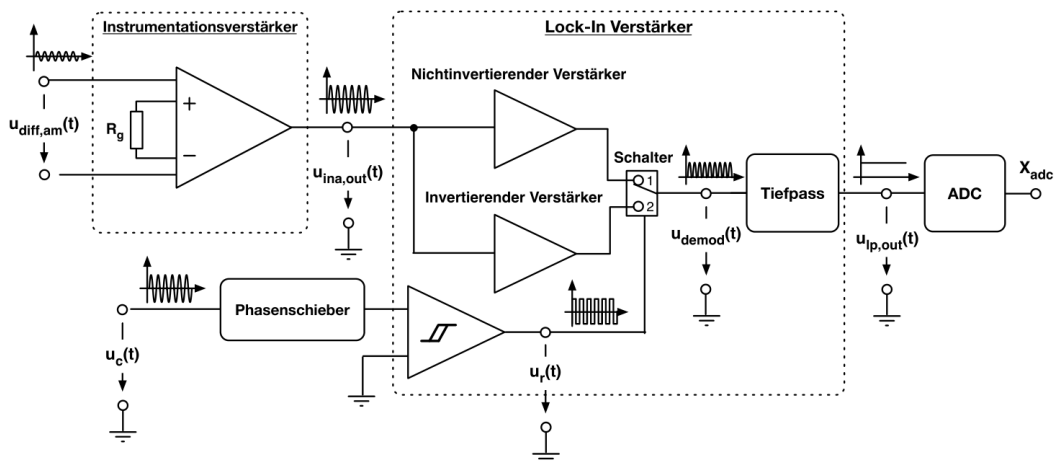 Instrumentationsverstärker
Lock-In Verstärker
Nichtinvertierender Verstärker
u_diff,am(t)
R_g
+
−
u_ina,out(t)
Schalter
1
2
Invertierender Verstärker
u_demod(t)
Tiefpass
u_lp,out(t)
ADC
X_adc
Phasenschieber
u_c(t)
u_r(t)